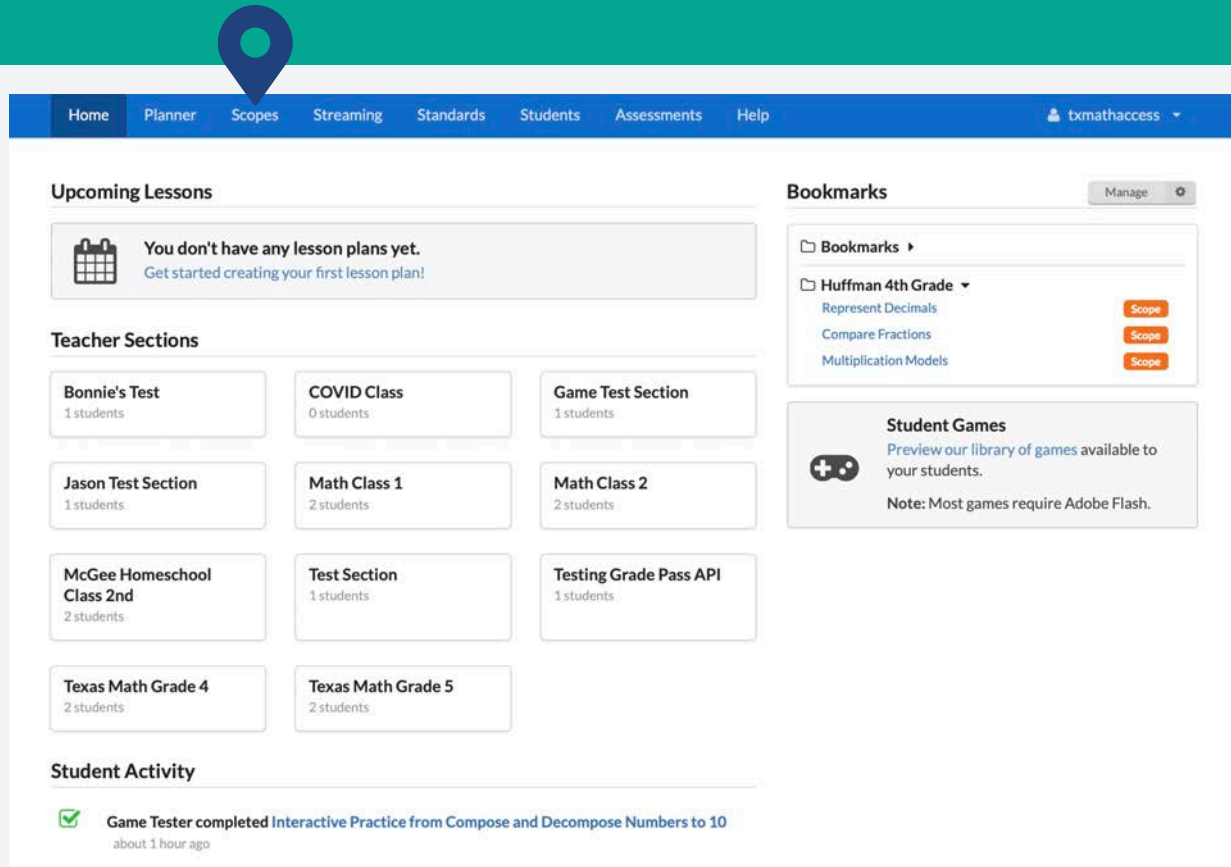 Home Planner Scopes Streaming Standards Students Assessments Help txmathaccess
Upcoming Lessons
You don't have any lesson plans yet.
Get started creating your first lesson plan!
Teacher Sections
Bonnie's Test
1 students
COVID Class
0 students
Game Test Section
1 students
Jason Test Section
1 students
Math Class 1
2 students
Math Class 2
2 students
McGee Homeschool
Class 2nd
2 students
Test Section
1 students
Testing Grade Pass API
1 students
Texas Math Grade 4
2 students
Texas Math Grade 5
2 students
Student Activity
Game Tester completed Interactive Practice from Compose and Decompose Numbers to 10
about 1 hour ago
Bookmarks
Manage
Bookmarks
Huffman 4th Grade
Represent Decimals Scope
Compare Fractions Scope
Multiplication Models Scope
Student Games
Preview our library of games available to
your students.
Note: Most games require Adobe Flash.